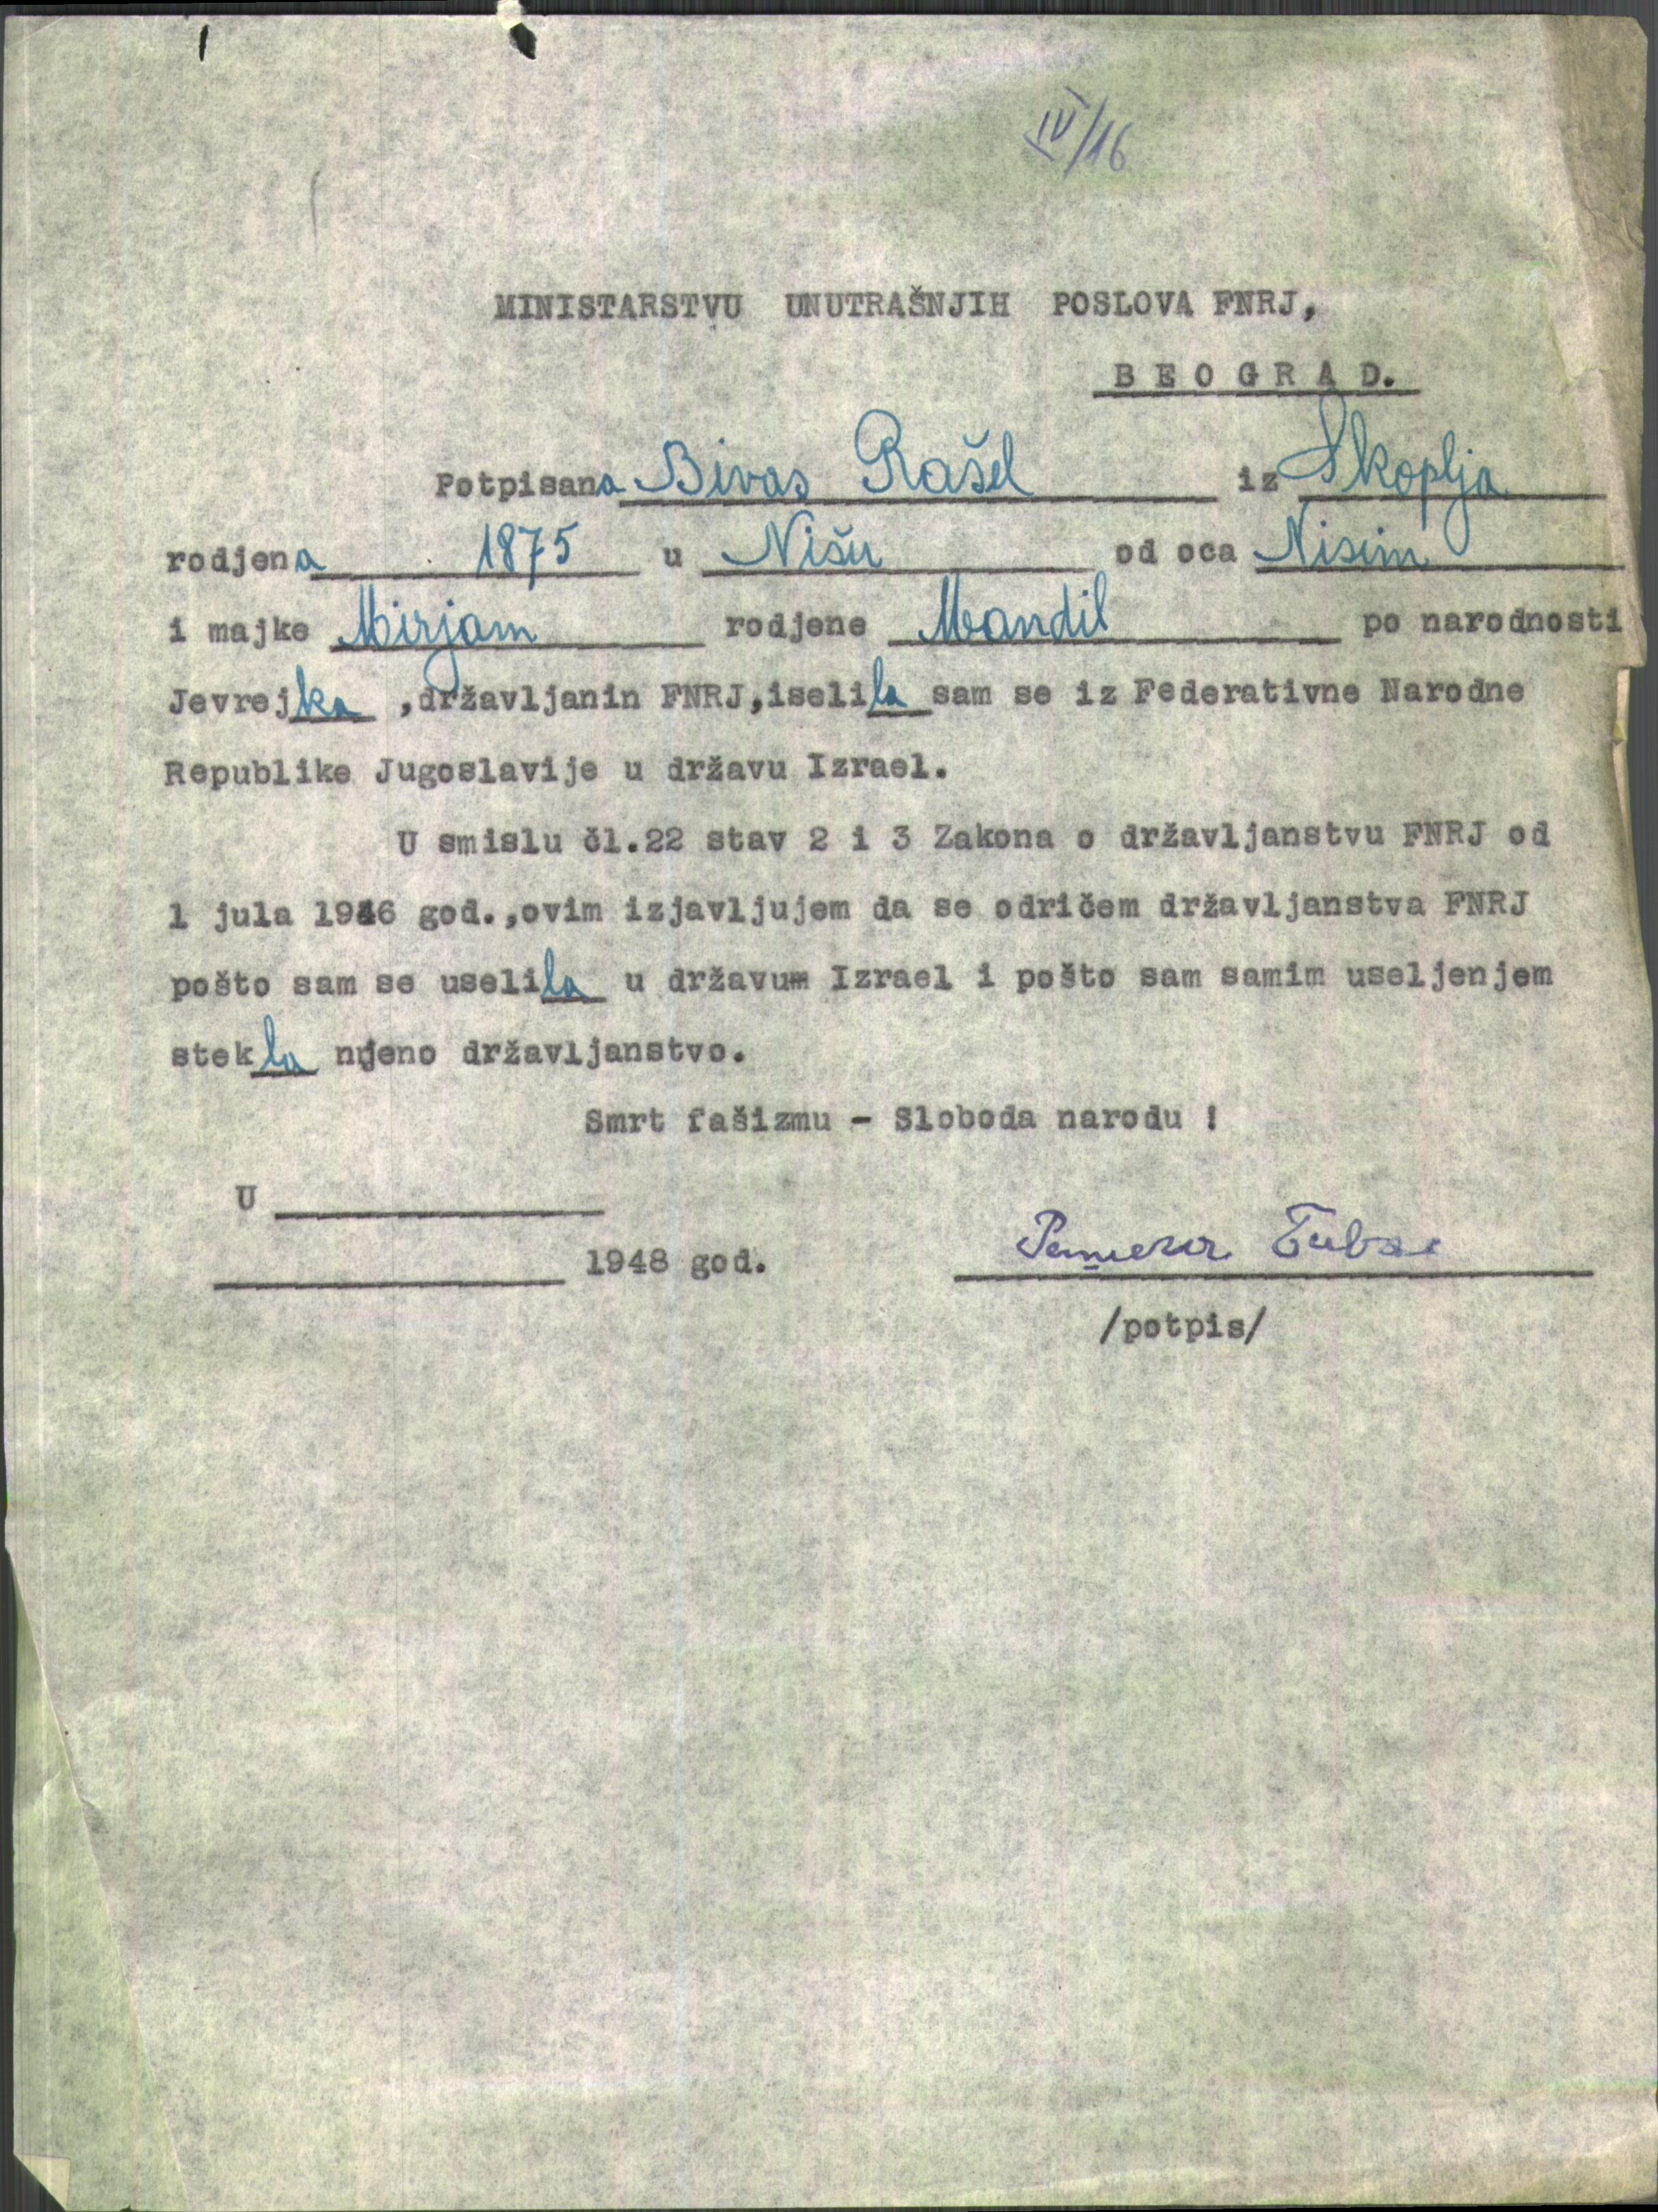 IV/16
MINISTARSTVU UNUTRAŠNJIH POSLOVA FNRJ,
BEOGRAD.
Potpisana Bivas Rašel iz Skoplja
rodjena 1875 u Nišu od oca Nisim
i majke Mirjam rodjene Mandil po narodnosti
Jevrejka ,državljanin FNRJ,iselila sam se iz Federativne Narodne
Republike Jugoslavije u državu Izrael.
U smislu čl.22 stav 2 i 3 Zakona o državljanstvu FNRJ od
1 jula 1946 god.,ovim izjavljujem da se odričem državljanstva FNRJ
pošto sam se uselila u državu Izrael i pošto sam samim useljenjem
stekla njeno državljanstvo.
Smrt fašizmu - Sloboda narodu !
U
1948 god.
/potpis/